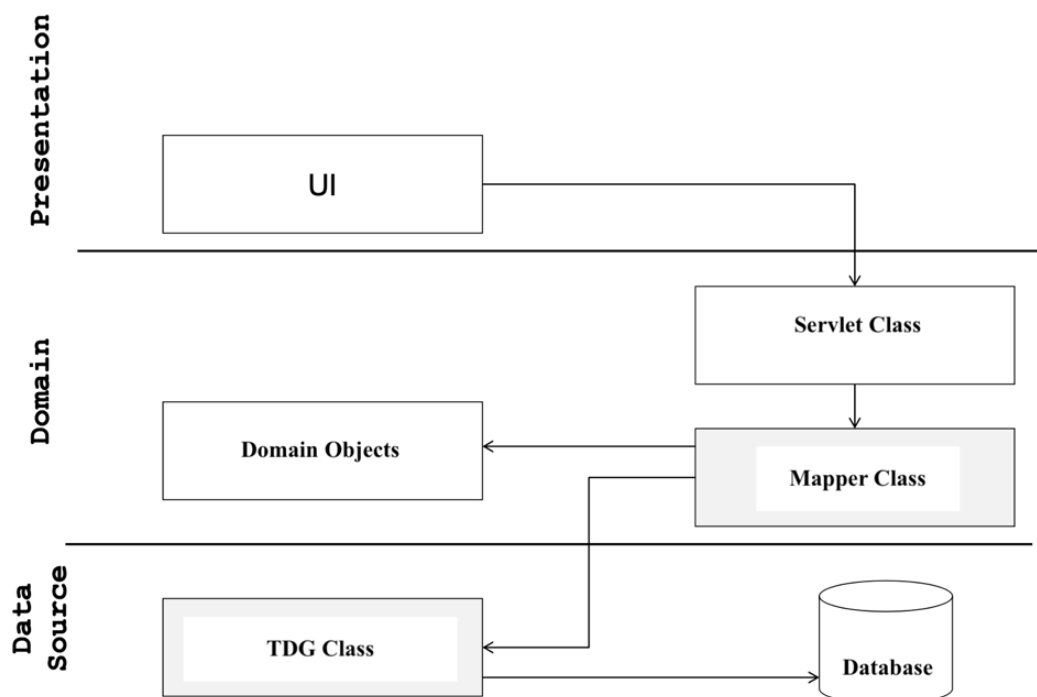 Presentation
UI
Domain
Servlet Class
Domain Objects
Mapper Class
Data
Source
TDG Class
Database